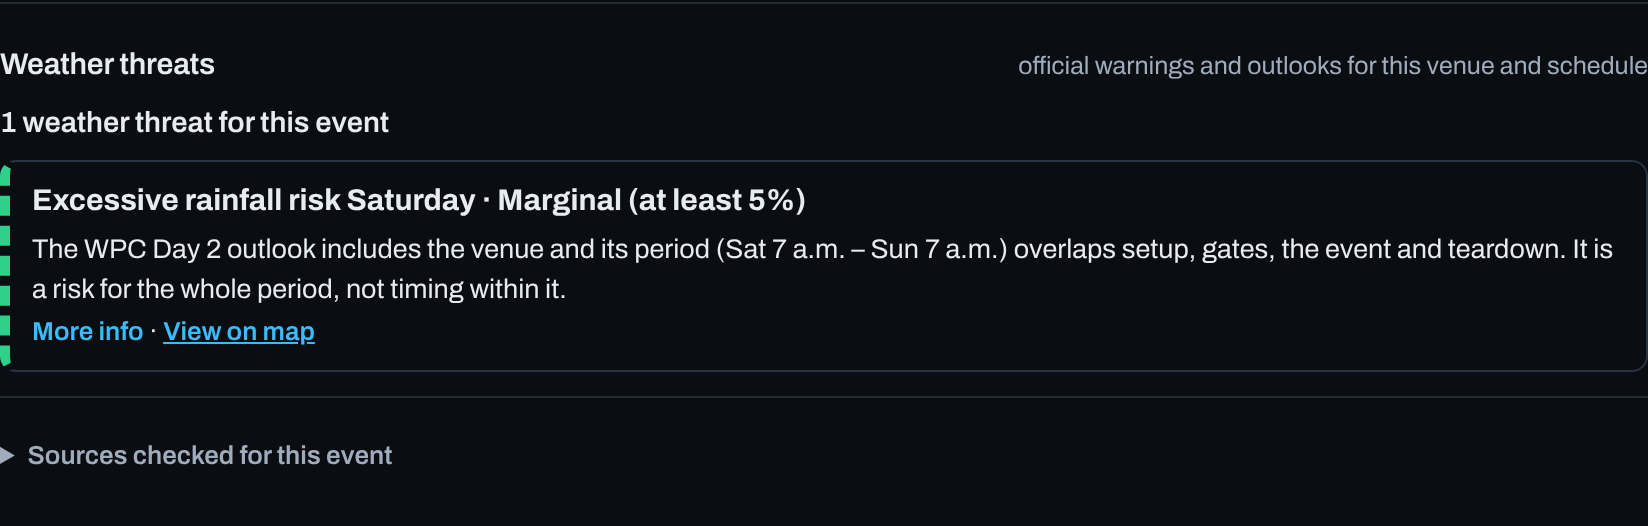 Weather threats
official warnings and outlooks for this venue and schedule
1 weather threat for this event
Excessive rainfall risk Saturday · Marginal (at least 5%)
The WPC Day 2 outlook includes the venue and its period (Sat 7 a.m. – Sun 7 a.m.) overlaps setup, gates, the event and teardown. It is
a risk for the whole period, not timing within it.
More info · View on map
Sources checked for this event